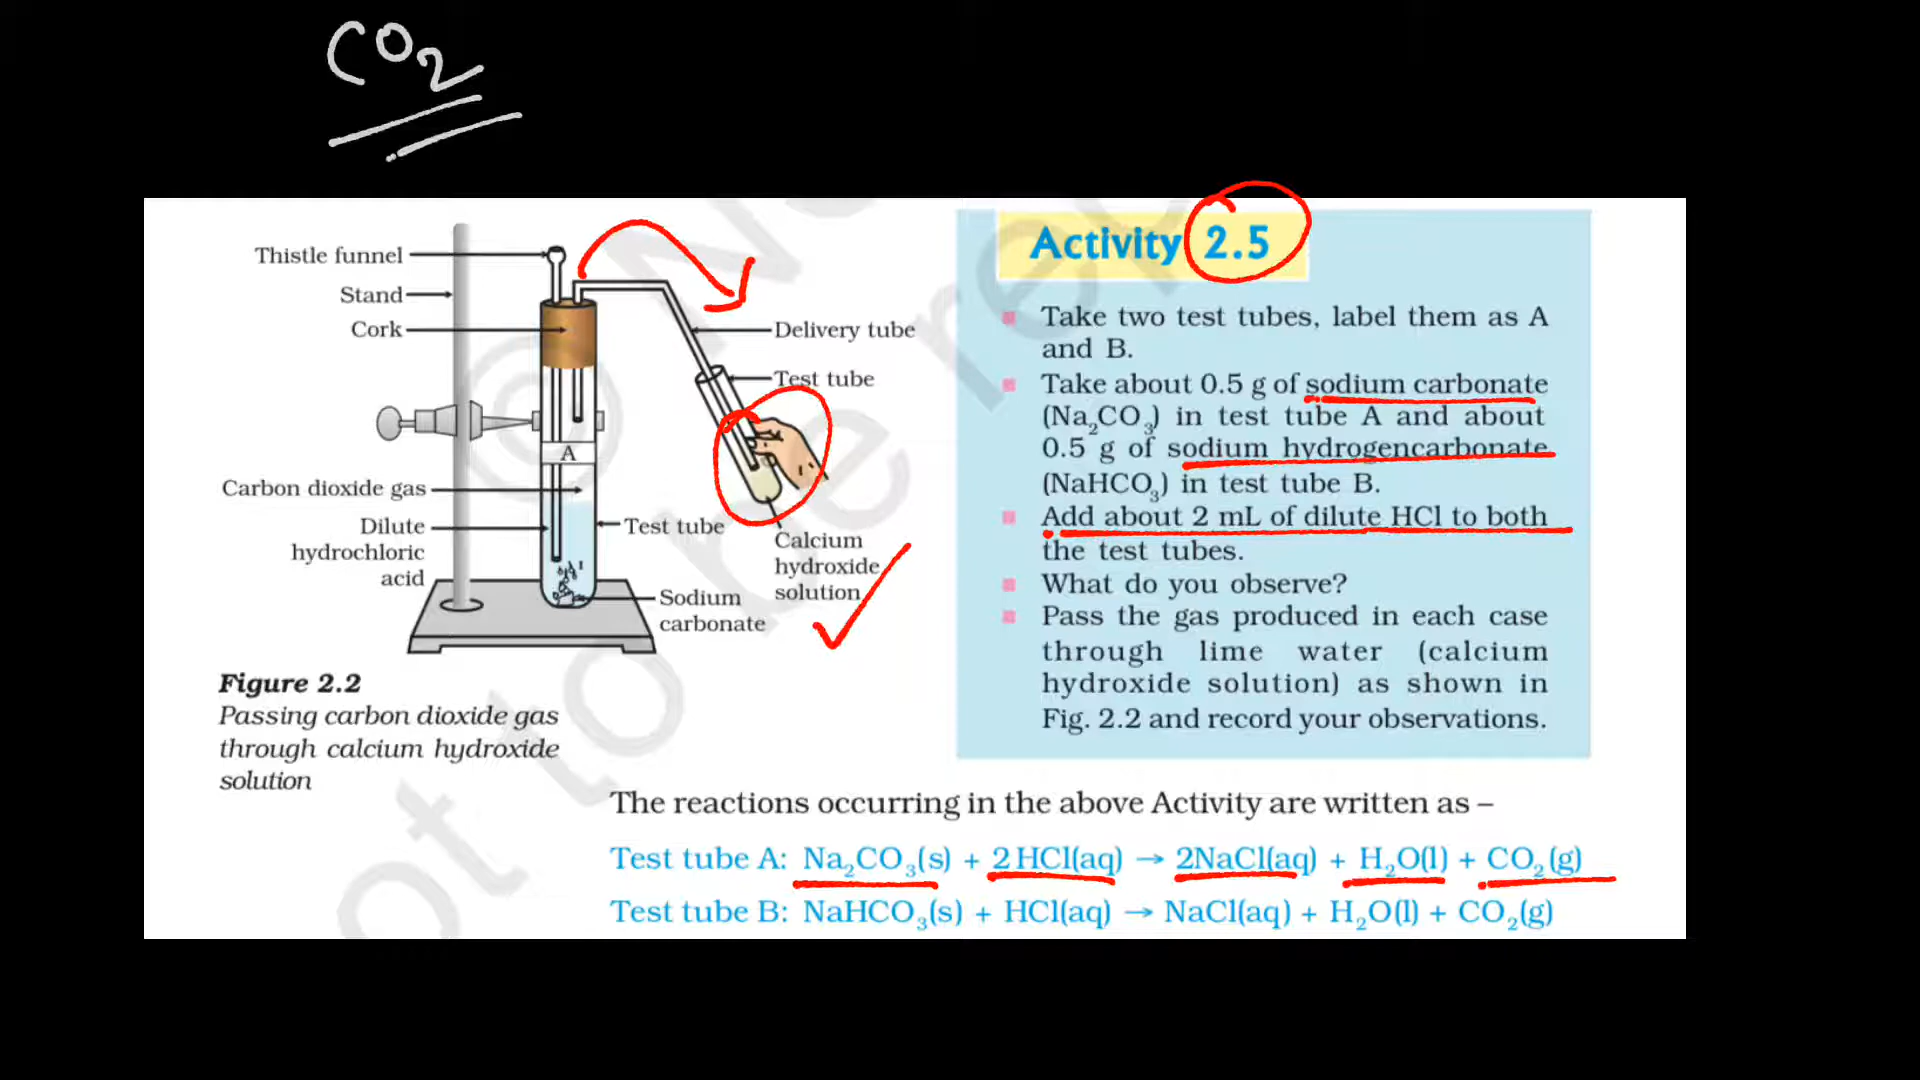 CO2
Thistle funnel
Stand
Cork
Delivery tube
Test tube
A
Carbon dioxide gas
Dilute
hydrochloric
acid
Test tube
Calcium
hydroxide
solution
Sodium
carbonate
Figure 2.2
Passing carbon dioxide gas
through calcium hydroxide
solution
Activity 2.5
Take two test tubes, label them as A
and B.
Take about 0.5 g of sodium carbonate
(Na₂CO₃) in test tube A and about
0.5 g of sodium hydrogencarbonate
(NaHCO₃) in test tube B.
Add about 2 mL of dilute HCl to both
the test tubes.
What do you observe?
Pass the gas produced in each case
through lime water (calcium
hydroxide solution) as shown in
Fig. 2.2 and record your observations.
The reactions occurring in the above Activity are written as –
Test tube A: Na₂CO₃(s) + 2 HCl(aq) → 2NaCl(aq) + H₂O(l) + CO₂ (g)
Test tube B: NaHCO₃(s) + HCl(aq) → NaCl(aq) + H₂O(l) + CO₂(g)